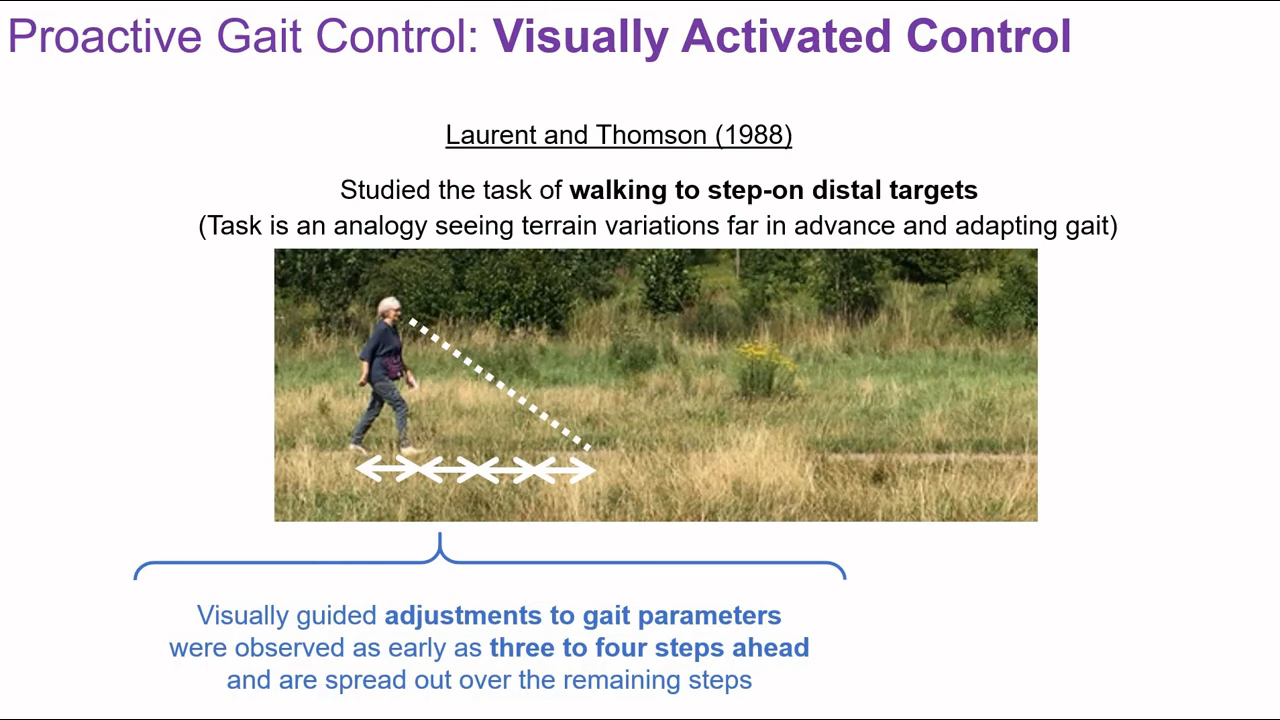 Proactive Gait Control: Visually Activated Control
Laurent and Thomson (1988)
Studied the task of walking to step-on distal targets
(Task is an analogy seeing terrain variations far in advance and adapting gait)
Visually guided adjustments to gait parameters
were observed as early as three to four steps ahead
and are spread out over the remaining steps